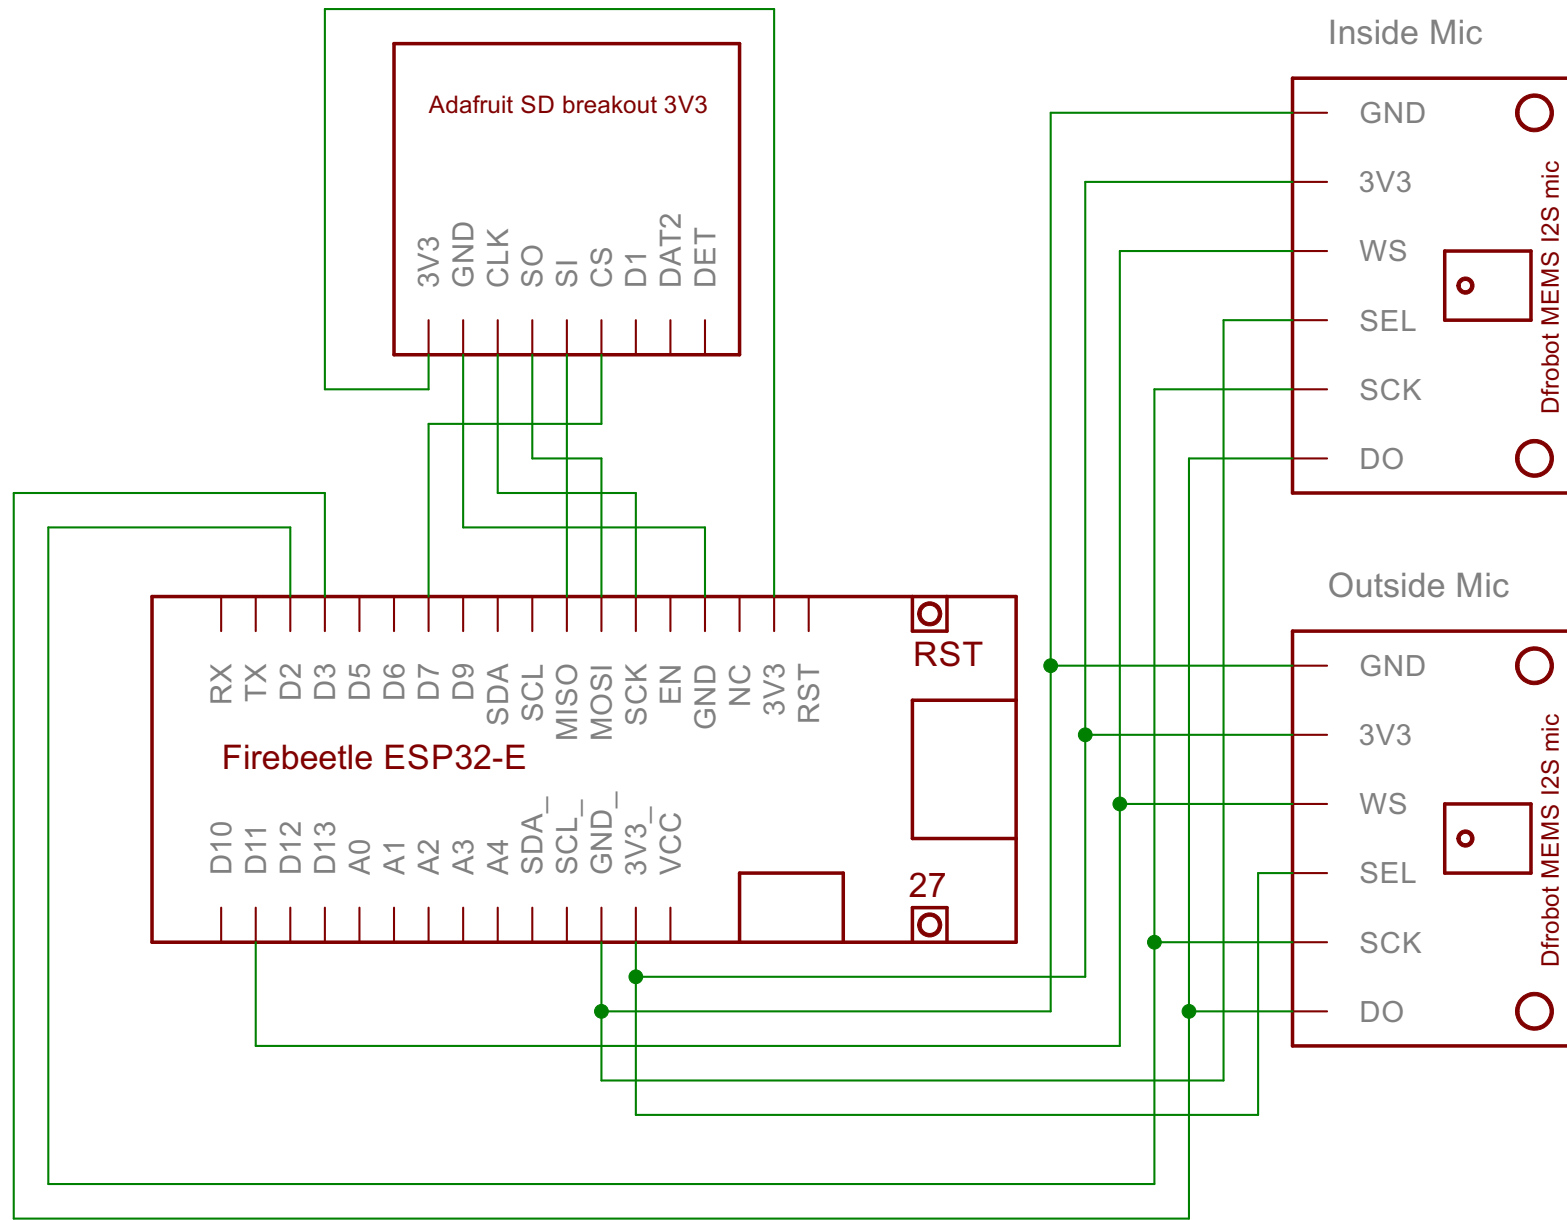 Inside Mic
Adafruit SD breakout 3V3
3V3
GND
CLK
SO
SI
CS
D1
DAT2
DET
GND
3V3
WS
SEL
SCK
DO
Dfrobot MEMS I2S mic
Outside Mic
GND
3V3
WS
SEL
SCK
DO
Dfrobot MEMS I2S mic
RST
RX
TX
D2
D3
D5
D6
D7
D9
SDA
SCL
MISO
MOSI
SCK
EN
GND
NC
3V3
RST
Firebeetle ESP32-E
D10
D11
D12
D13
A0
A1
A2
A3
A4
SDA_
SCL_
GND_
3V3_
VCC
27